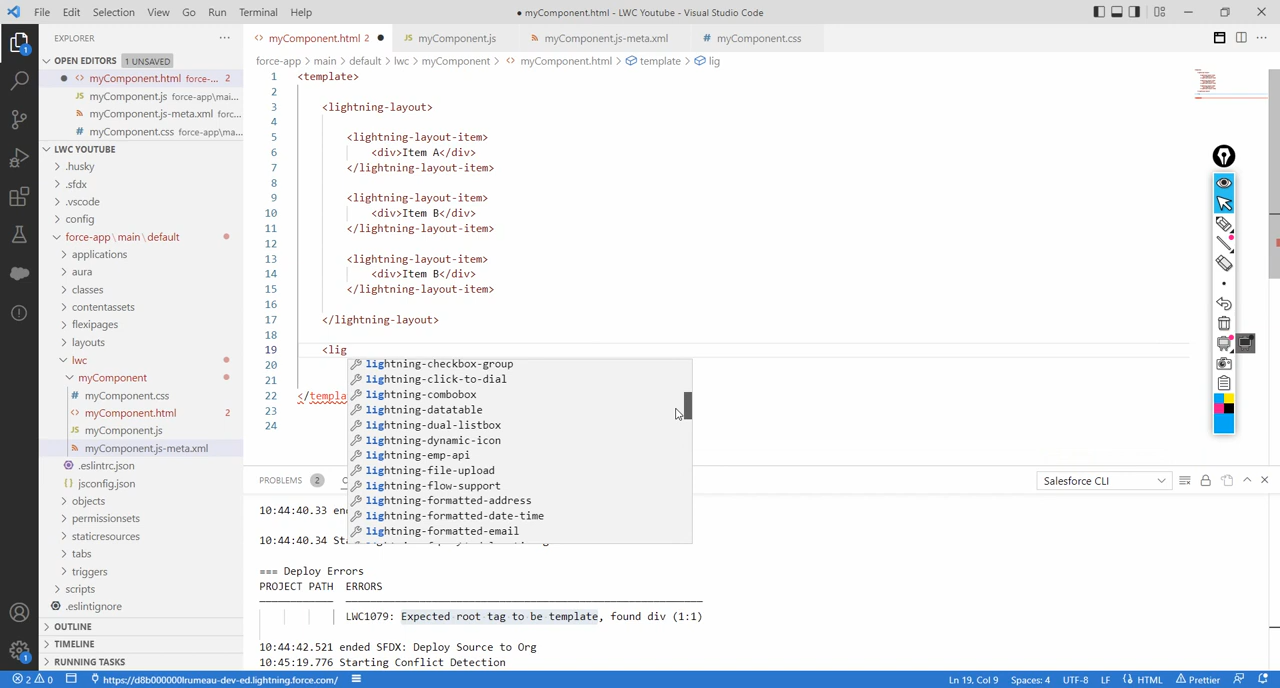 File Edit Selection View Go Run Terminal Help
● myComponent.html - LWC Youtube - Visual Studio Code
EXPLORER
OPEN EDITORS 1 UNSAVED
<> myComponent.html force-... 2
JS myComponent.js force-app\ma...
myComponent.js-meta.xml forc...
# myComponent.css force-app\ma...
LWC YOUTUBE
.husky
.sfdx
.vscode
config
force-app\main\default
applications
aura
classes
contentassets
flexipages
layouts
lwc
myComponent
# myComponent.css
<> myComponent.html 2
JS myComponent.js
myComponent.js-meta.xml
.eslintrc.json
jsconfig.json
objects
permissionsets
staticresources
tabs
triggers
scripts
.eslintignore
OUTLINE
TIMELINE
RUNNING TASKS
<> myComponent.html 2 ● JS myComponent.js myComponent.js-meta.xml # myComponent.css
force-app > main > default > lwc > myComponent > <> myComponent.html > template > lig
1 <template>
2
3 <lightning-layout>
4
5 <lightning-layout-item>
6 <div>Item A</div>
7 </lightning-layout-item>
8
9 <lightning-layout-item>
10 <div>Item B</div>
11 </lightning-layout-item>
12
13 <lightning-layout-item>
14 <div>Item B</div>
15 </lightning-layout-item>
16
17 </lightning-layout>
18
19 <lig
20
21
22 </templa
23
24
lightning-checkbox-group
lightning-click-to-dial
lightning-combobox
lightning-datatable
lightning-dual-listbox
lightning-dynamic-icon
lightning-emp-api
lightning-file-upload
lightning-flow-support
lightning-formatted-address
lightning-formatted-date-time
lightning-formatted-email
PROBLEMS 2
Salesforce CLI
10:44:40.33
10:44:40.34
=== Deploy Errors
PROJECT PATH ERRORS
LWC1079: Expected root tag to be template, found div (1:1)
10:44:42.521 ended SFDX: Deploy Source to Org
10:45:19.776 Starting Conflict Detection
2 0 https://d8b000000lrumeau-dev-ed.lightning.force.com/ Ln 19, Col 9 Spaces: 4 UTF-8 LF HTML Prettier